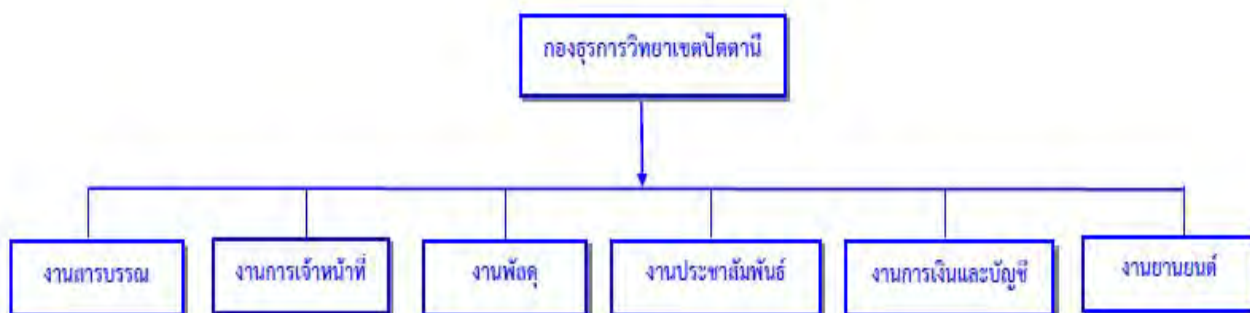 กองธุรการวิทยาเขตปัตตานี
งานสารบรรณ
งานการเจ้าหน้าที่
งานพัสดุ
งานประชาสัมพันธ์
งานการเงินและบัญชี
งานยานยนต์